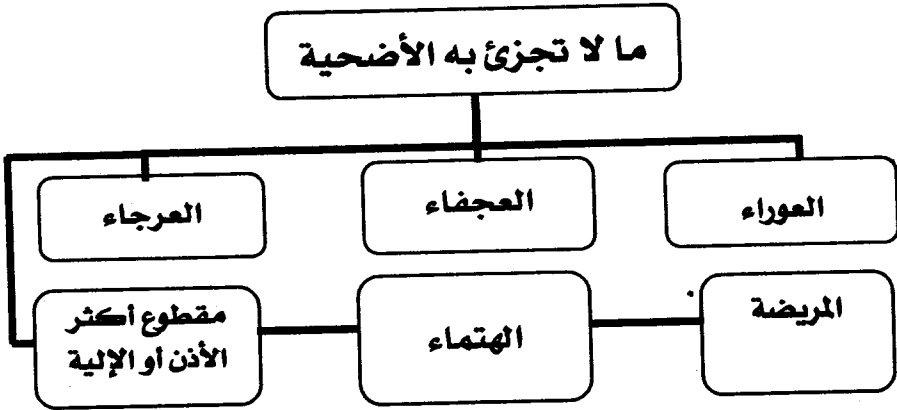 ما لا تجزئ به الأضحية
العوراء
العجفاء
العرجاء
المريضة
الهتماء
مقطوع أكثر
الأذن أو الإلية